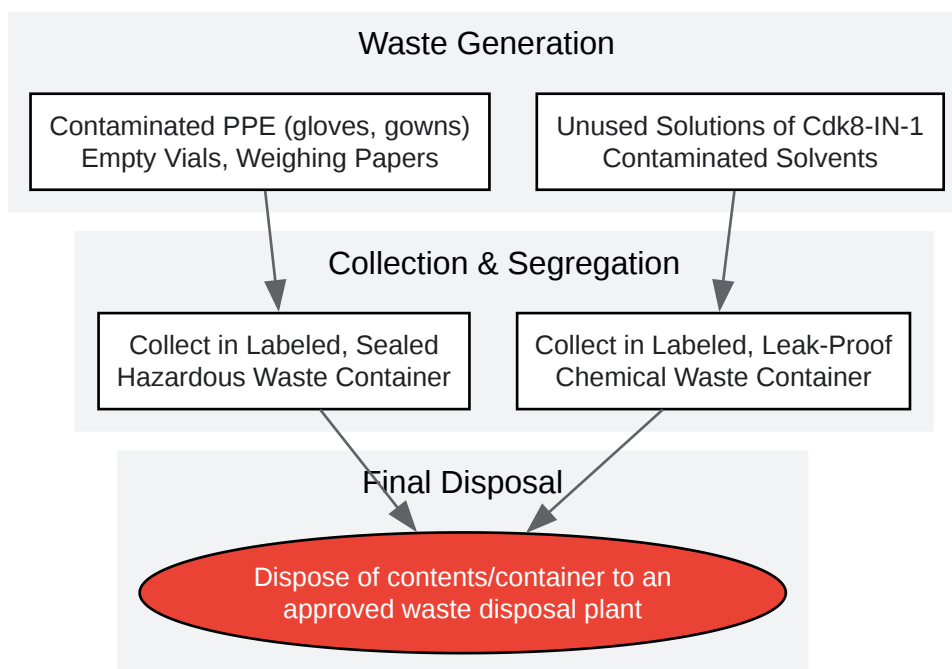 Waste Generation
Contaminated PPE (gloves, gowns)
Empty Vials, Weighing Papers
Unused Solutions of Cdk8-IN-1
Contaminated Solvents
Collection & Segregation
Collect in Labeled, Sealed
Hazardous Waste Container
Collect in Labeled, Leak-Proof
Chemical Waste Container
Final Disposal
Dispose of contents/container to an
approved waste disposal plant